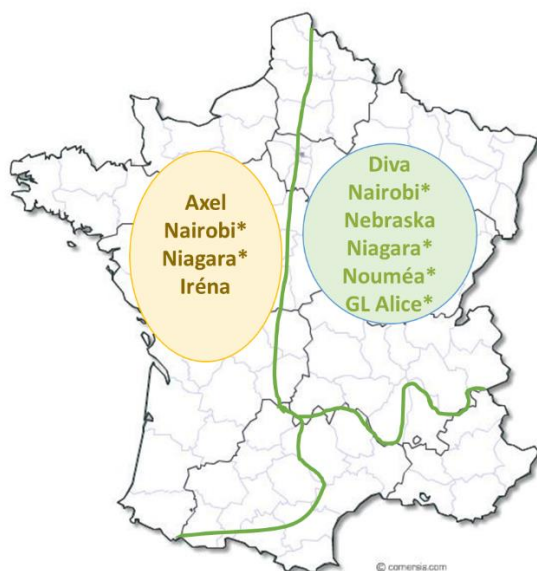 Axel
Nairobi*
Niagara*
Iréna
Diva
Nairobi*
Nebraska
Niagara*
Nouméa*
GL Alice*
© comersis.com